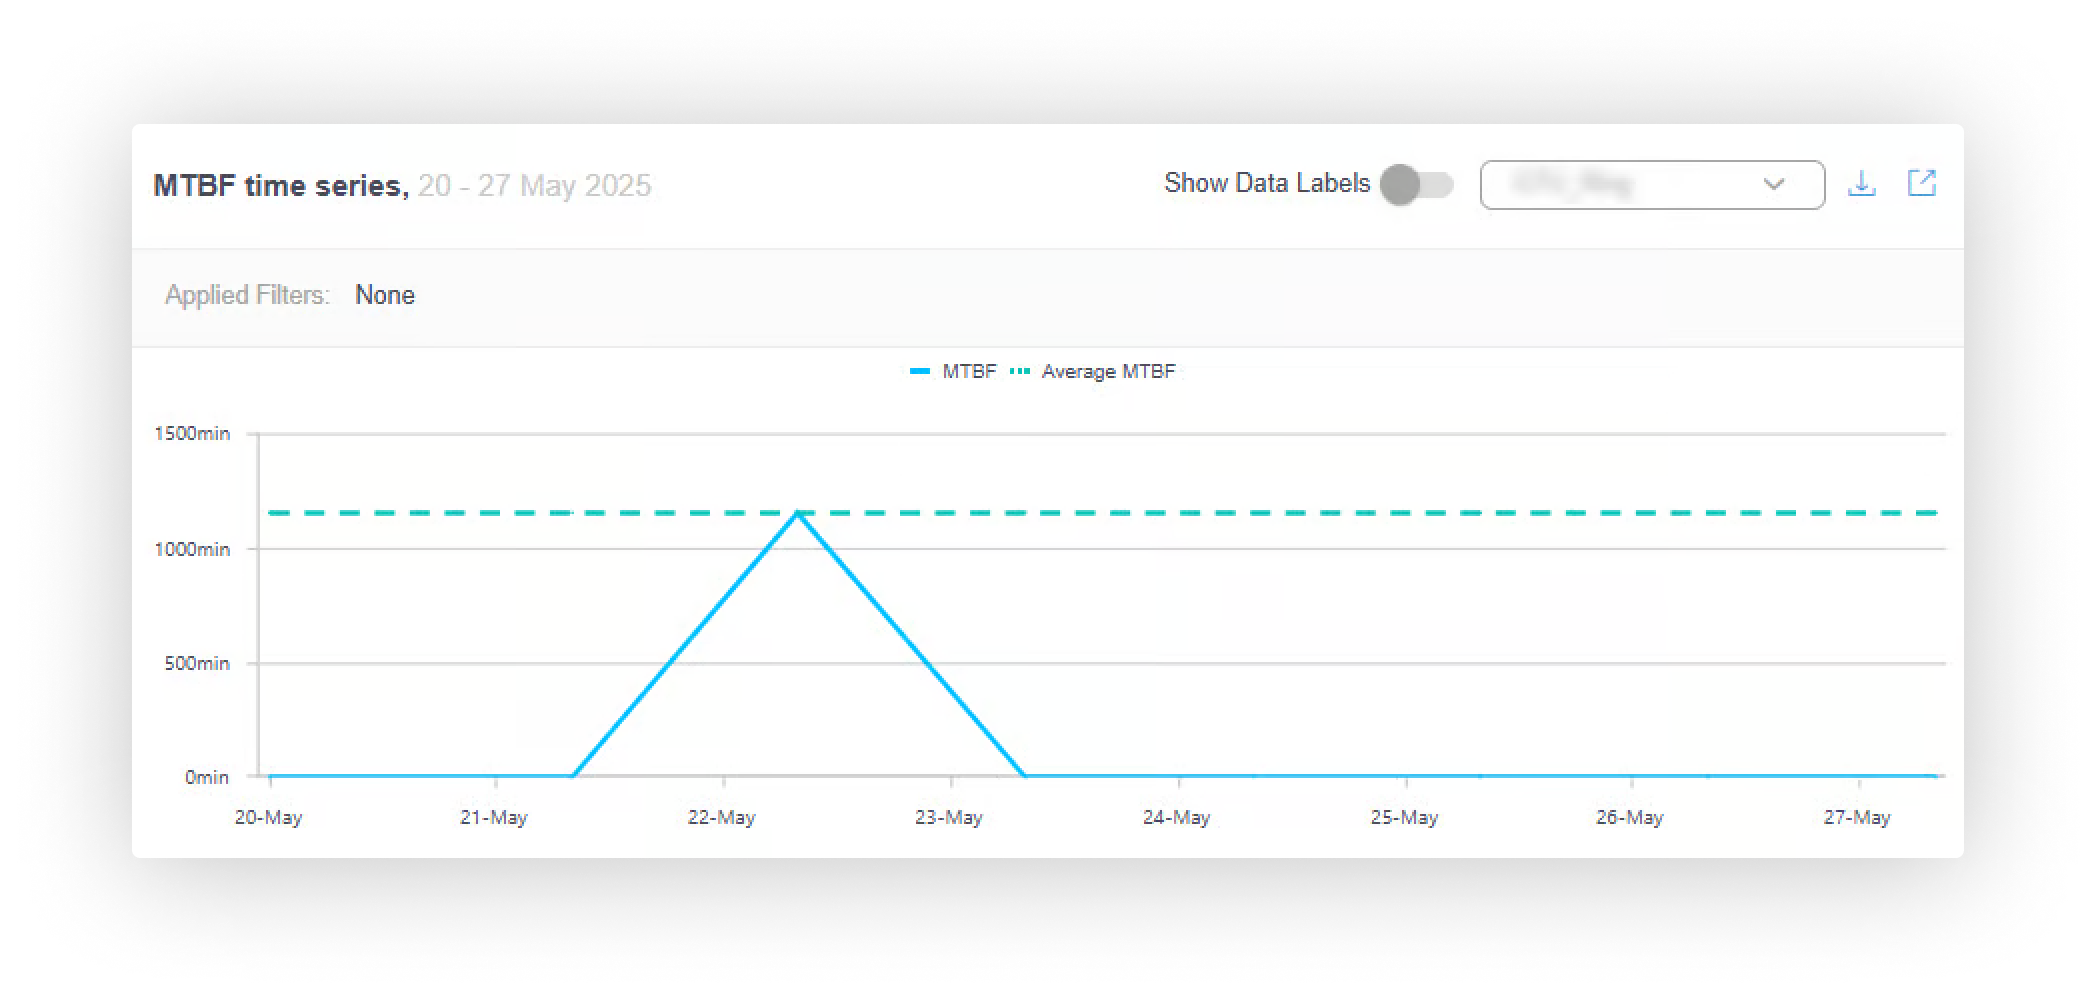 MTBF time series, 20 - 27 May 2025
Show Data Labels
Applied Filters: None
MTBF Average MTBF
1500min
1000min
500min
0min
20-May 21-May 22-May 23-May 24-May 25-May 26-May 27-May